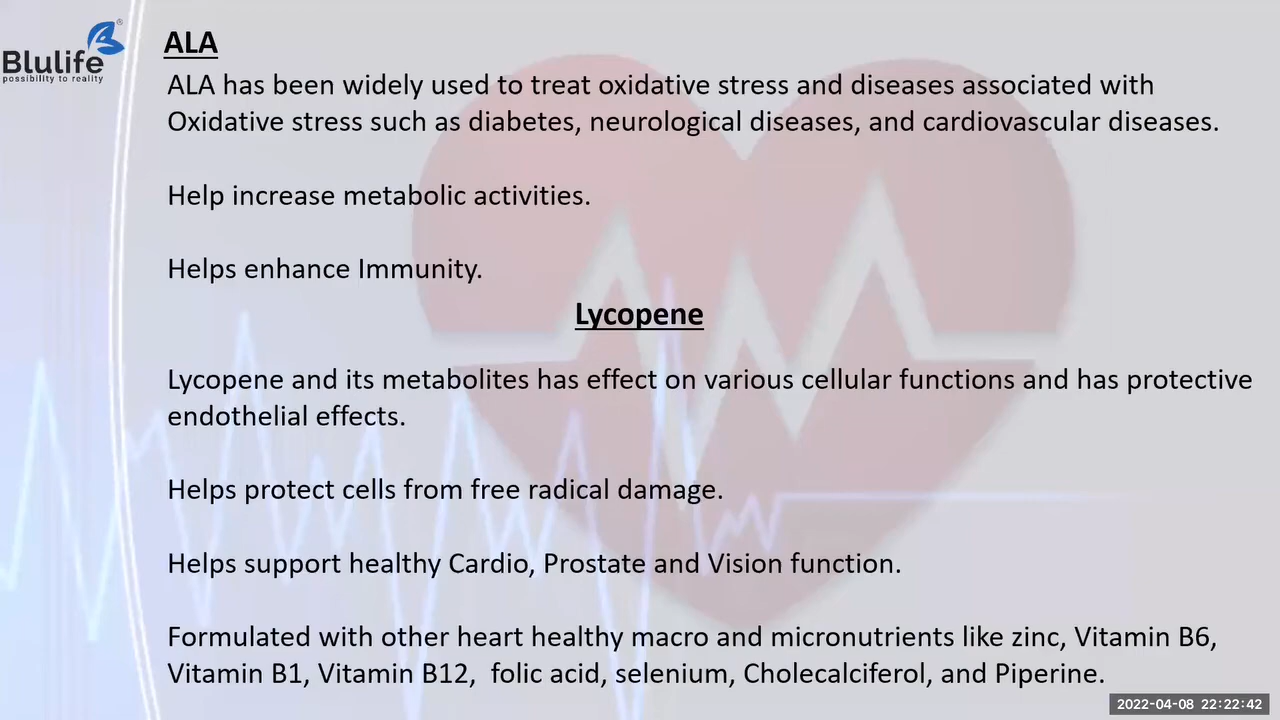 Blulife
possibility to reality
ALA
ALA has been widely used to treat oxidative stress and diseases associated with
Oxidative stress such as diabetes, neurological diseases, and cardiovascular diseases.
Help increase metabolic activities.
Helps enhance Immunity.
Lycopene
Lycopene and its metabolites has effect on various cellular functions and has protective
endothelial effects.
Helps protect cells from free radical damage.
Helps support healthy Cardio, Prostate and Vision function.
Formulated with other heart healthy macro and micronutrients like zinc, Vitamin B6,
Vitamin B1, Vitamin B12,  folic acid, selenium, Cholecalciferol, and Piperine.
2022-04-08 22:22:42